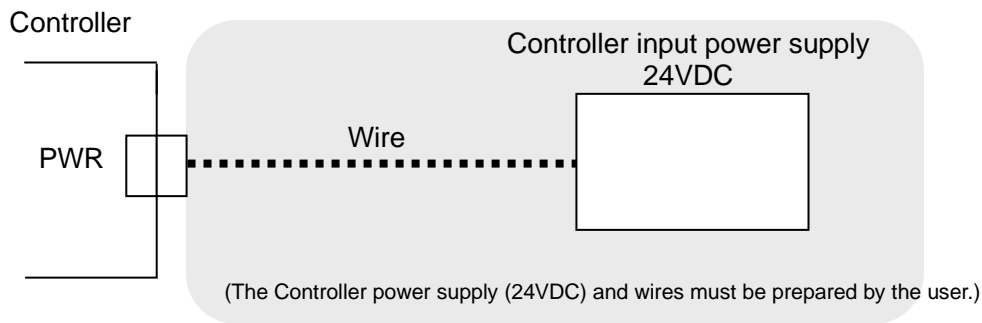 Controller
Controller input power supply
24VDC
PWR
Wire
(The Controller power supply (24VDC) and wires must be prepared by the user.)